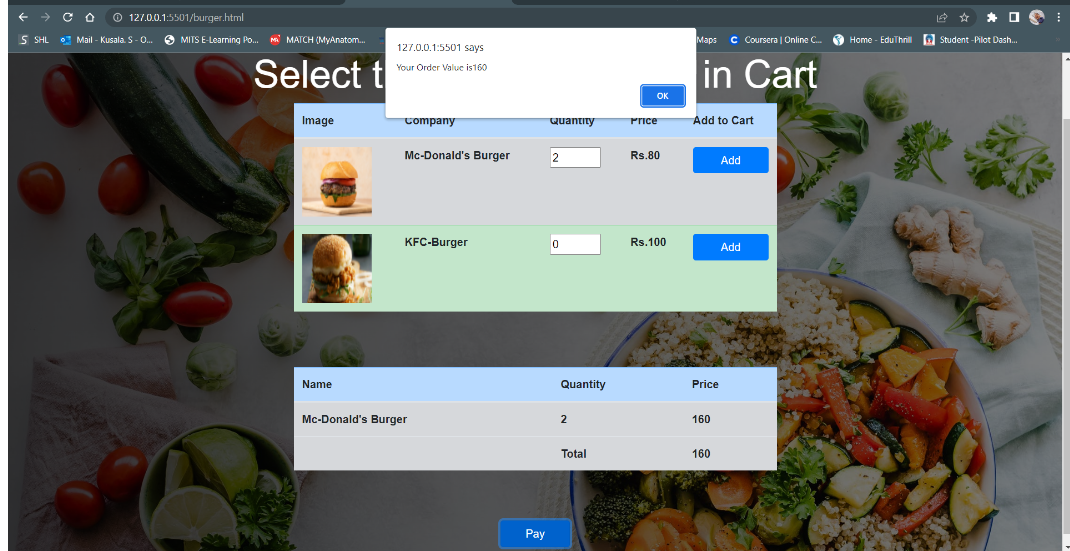 127.0.0.1:5501/burger.html
SHL
Mail - Kusala. S - O...
MITS E-Learning Po...
MATCH (MyAnatom...
Maps
Coursera | Online C...
Home - EduThrill
Student -Pilot Dash...
127.0.0.1:5501 says
Your Order Value is160
OK
Select t
in Cart
Image Company Quantity Price Add to Cart
Mc-Donald's Burger 2 Rs.80 Add
KFC-Burger 0 Rs.100 Add
Name Quantity Price
Mc-Donald's Burger 2 160
Total 160
Pay